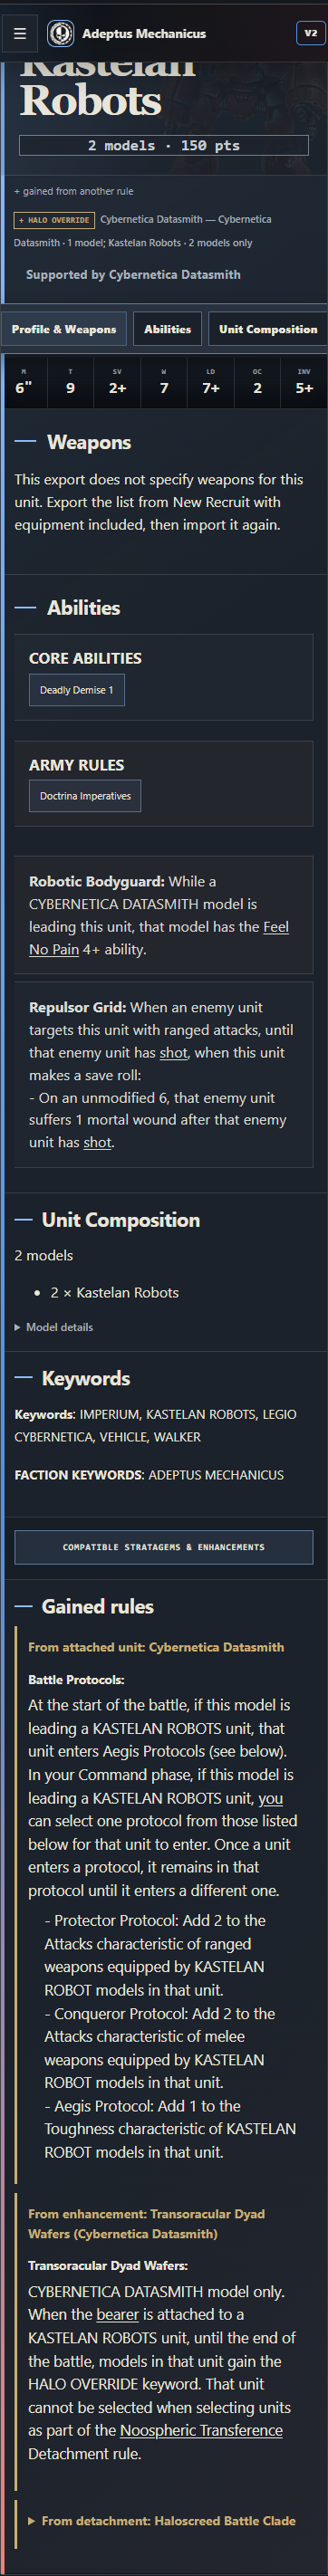 ☰ Adeptus Mechanicus V2
Kastelan
Robots
2 models · 150 pts
+ gained from another rule
+ HALO OVERRIDE Cybernetica Datasmith — Cybernetica
Datasmith · 1 model; Kastelan Robots · 2 models only
Supported by Cybernetica Datasmith
Profile & Weapons Abilities Unit Composition
M T SV W LD OC INV
6" 9 2+ 7 7+ 2 5+
Weapons
This export does not specify weapons for this
unit. Export the list from New Recruit with
equipment included, then import it again.
Abilities
CORE ABILITIES
Deadly Demise 1
ARMY RULES
Doctrina Imperatives
Robotic Bodyguard: While a
CYBERNETICA DATASMITH model is
leading this unit, that model has the Feel
No Pain 4+ ability.
Repulsor Grid: When an enemy unit
targets this unit with ranged attacks, until
that enemy unit has shot, when this unit
makes a save roll:
- On an unmodified 6, that enemy unit
suffers 1 mortal wound after that enemy
unit has shot.
Unit Composition
2 models
• 2 × Kastelan Robots
▶ Model details
Keywords
Keywords: IMPERIUM, KASTELAN ROBOTS, LEGIO
CYBERNETICA, VEHICLE, WALKER
FACTION KEYWORDS: ADEPTUS MECHANICUS
COMPATIBLE STRATAGEMS & ENHANCEMENTS
Gained rules
From attached unit: Cybernetica Datasmith
Battle Protocols:
At the start of the battle, if this model is
leading a KASTELAN ROBOTS unit, that
unit enters Aegis Protocols (see below).
In your Command phase, if this model is
leading a KASTELAN ROBOTS unit, you
can select one protocol from those listed
below for that unit to enter. Once a unit
enters a protocol, it remains in that
protocol until it enters a different one.
- Protector Protocol: Add 2 to the
Attacks characteristic of ranged
weapons equipped by KASTELAN
ROBOT models in that unit.
- Conqueror Protocol: Add 2 to the
Attacks characteristic of melee
weapons equipped by KASTELAN
ROBOT models in that unit.
- Aegis Protocol: Add 1 to the
Toughness characteristic of KASTELAN
ROBOT models in that unit.
From enhancement: Transoracular Dyad
Wafers (Cybernetica Datasmith)
Transoracular Dyad Wafers:
CYBERNETICA DATASMITH model only.
When the bearer is attached to a
KASTELAN ROBOTS unit, until the end of
the battle, models in that unit gain the
HALO OVERRIDE keyword. That unit
cannot be selected when selecting units
as part of the Noospheric Transference
Detachment rule.
▶ From detachment: Haloscreed Battle Clade